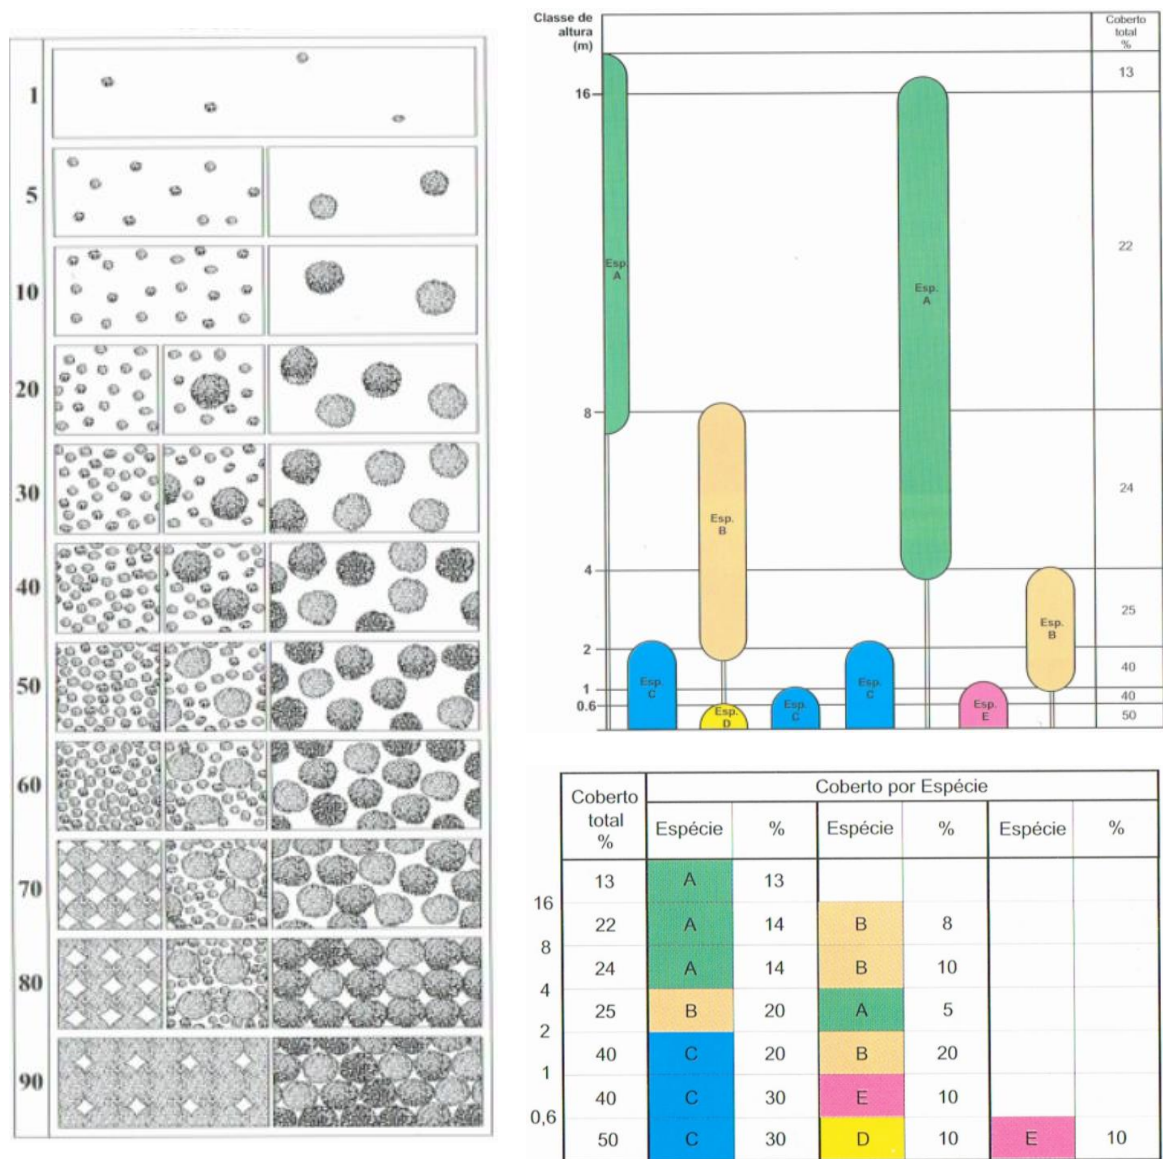 1
5
10
20
30
40
50
60
70
80
90
Classe de
altura
(m)
Coberto
total
%
13
16
22
Esp.
A
Esp.
A
8
Esp.
B
24
4
25
Esp.
B
2
40
Esp.
C
Esp.
C
1
40
0.6
Esp.
D
Esp.
C
Esp.
E
50
Coberto
total
%
Coberto por Espécie
Espécie % Espécie % Espécie %
13 A 13
16
22 A 14 B 8
8
24 A 14 B 10
4
25 B 20 A 5
2
40 C 20 B 20
1
40 C 30 E 10
0,6
50 C 30 D 10 E 10